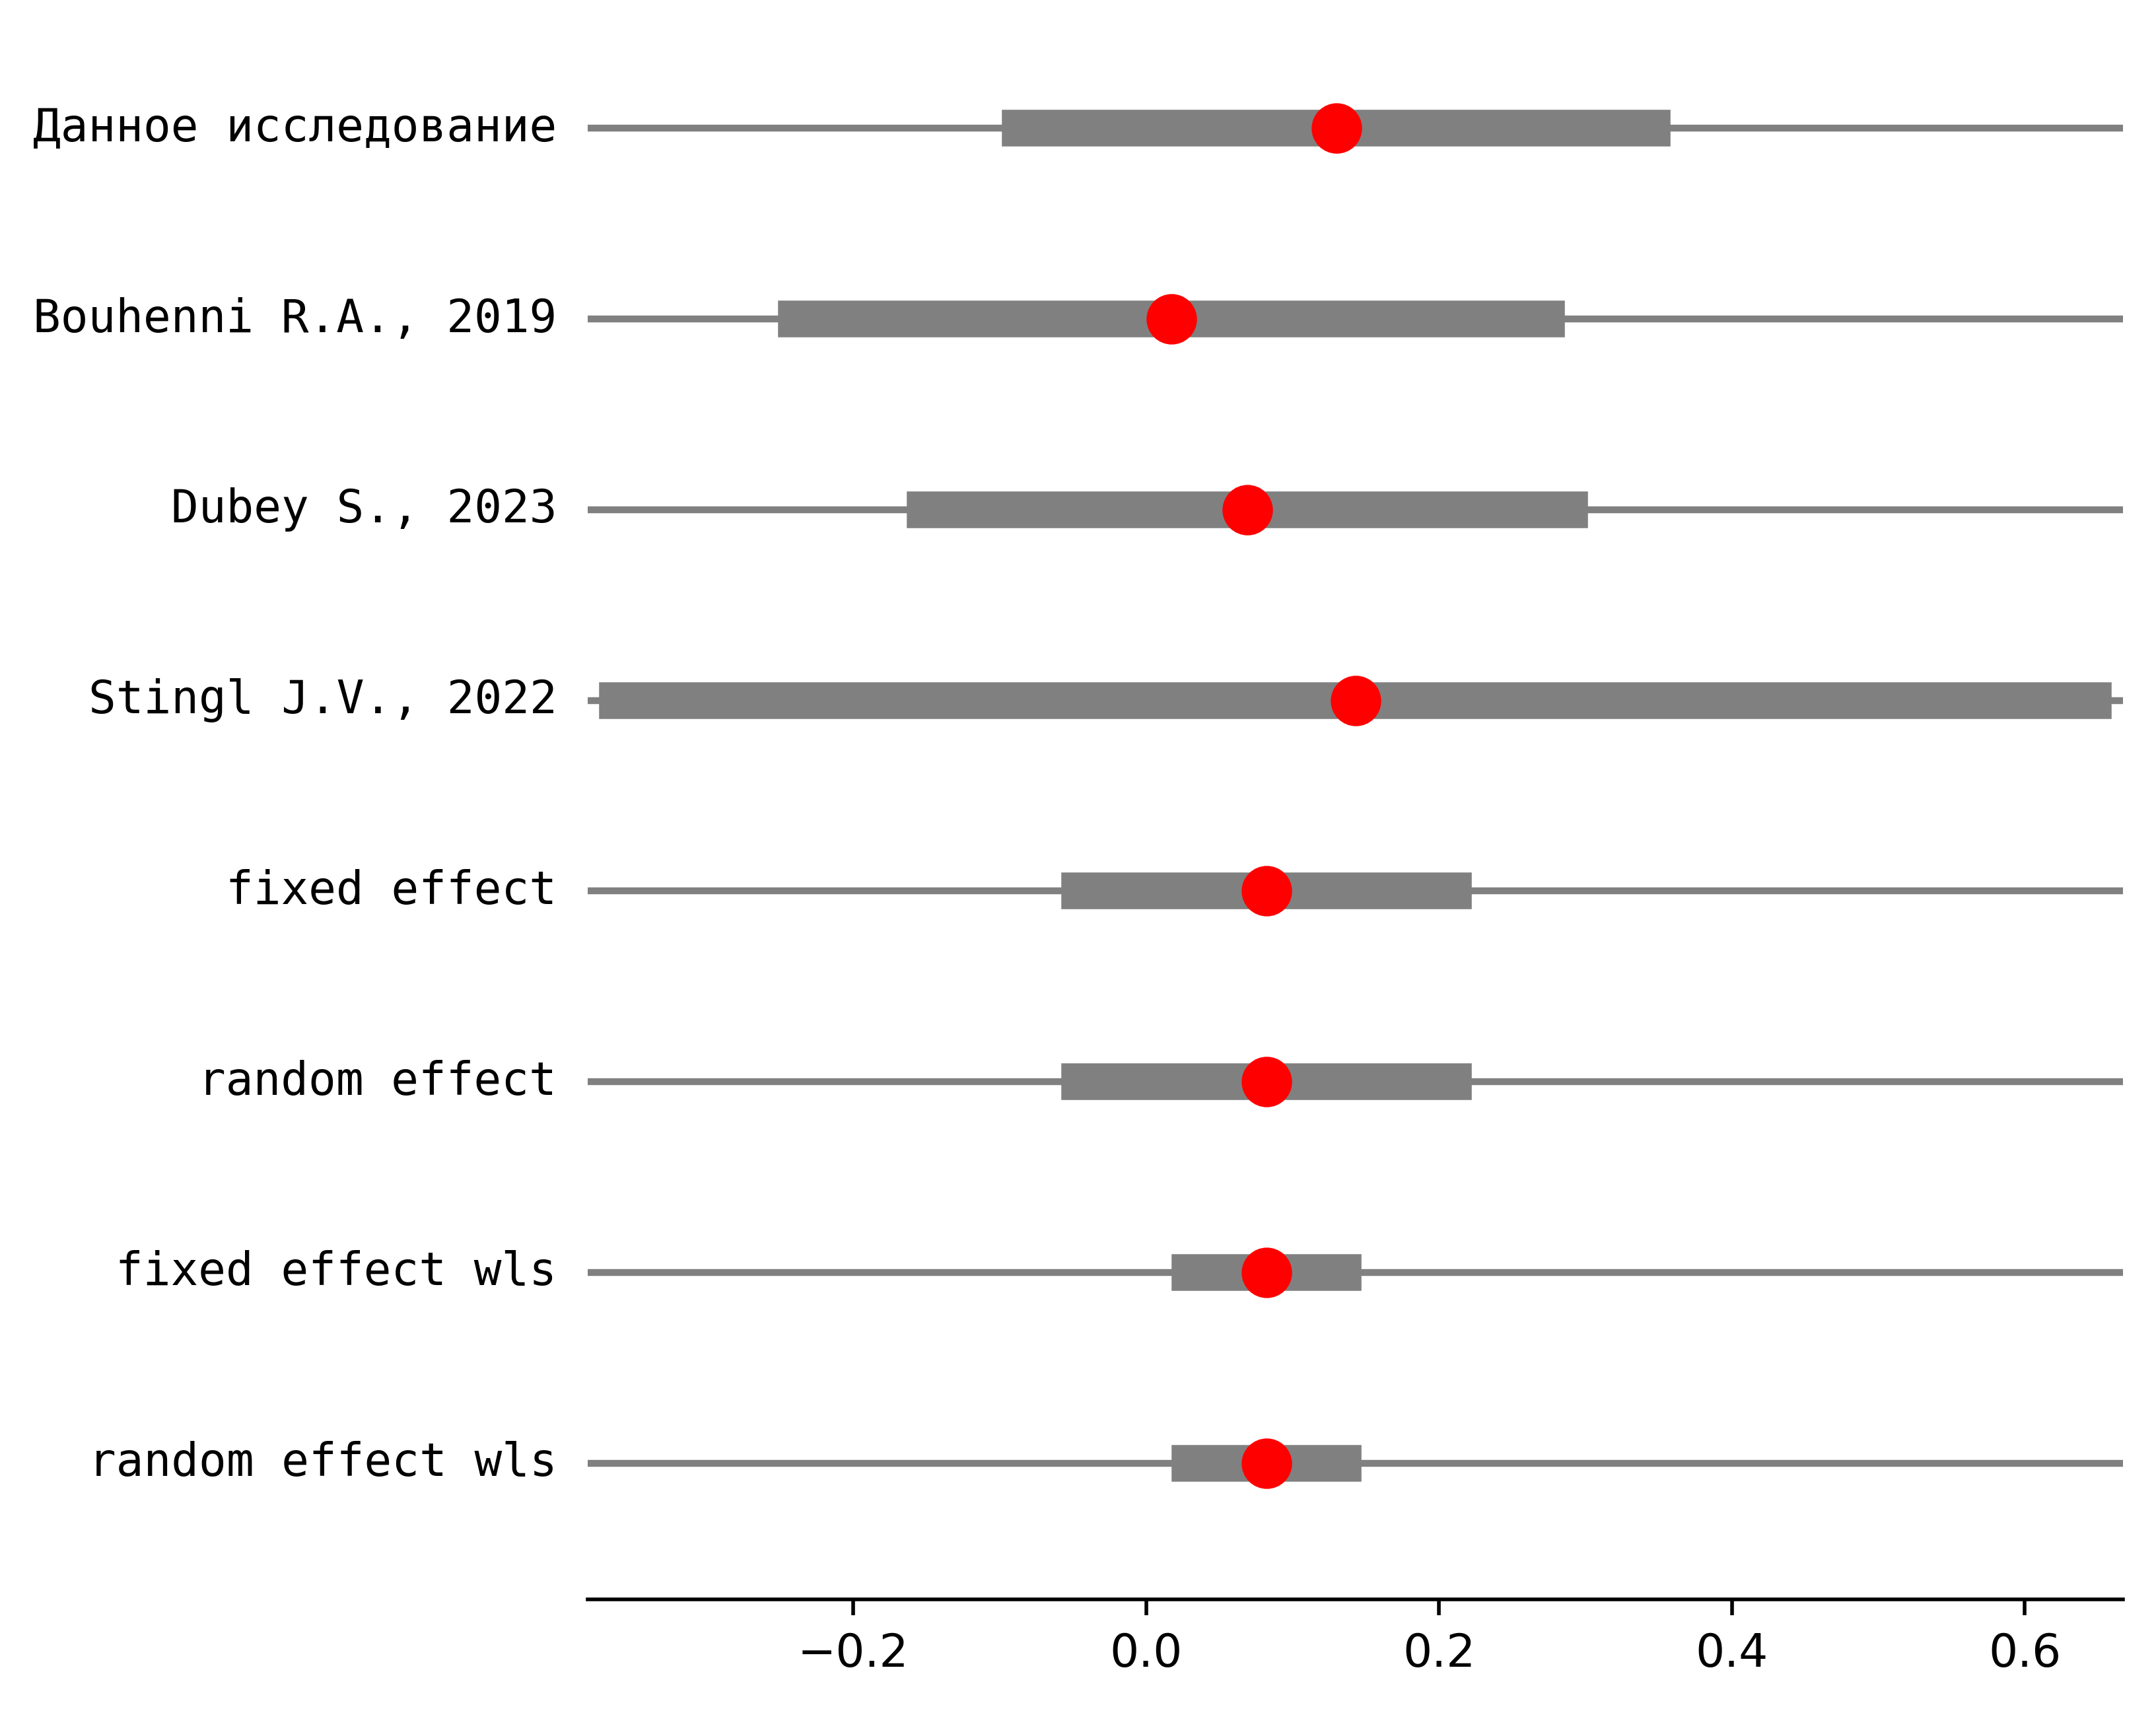 Данное исследование
Bouhenni R.A., 2019
Dubey S., 2023
Stingl J.V., 2022
fixed effect
random effect
fixed effect wls
random effect wls
−0.2 0.0 0.2 0.4 0.6